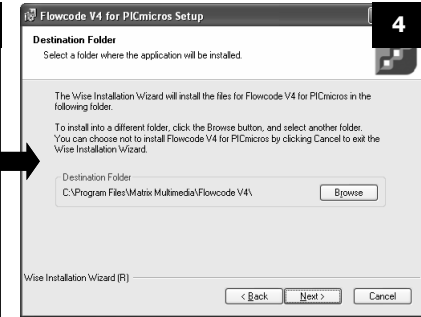 Flowcode V4 for PICmicros Setup
4
Destination Folder
Select a folder where the application will be installed.
The Wise Installation Wizard will install the files for Flowcode V4 for PICmicros in the
following folder.
To install into a different folder, click the Browse button, and select another folder.
You can choose not to install Flowcode V4 for PICmicros by clicking Cancel to exit the
Wise Installation Wizard.
Destination Folder
C:\Program Files\Matrix Multimedia\Flowcode V4\
Browse
Wise Installation Wizard (R)
< Back
Next >
Cancel